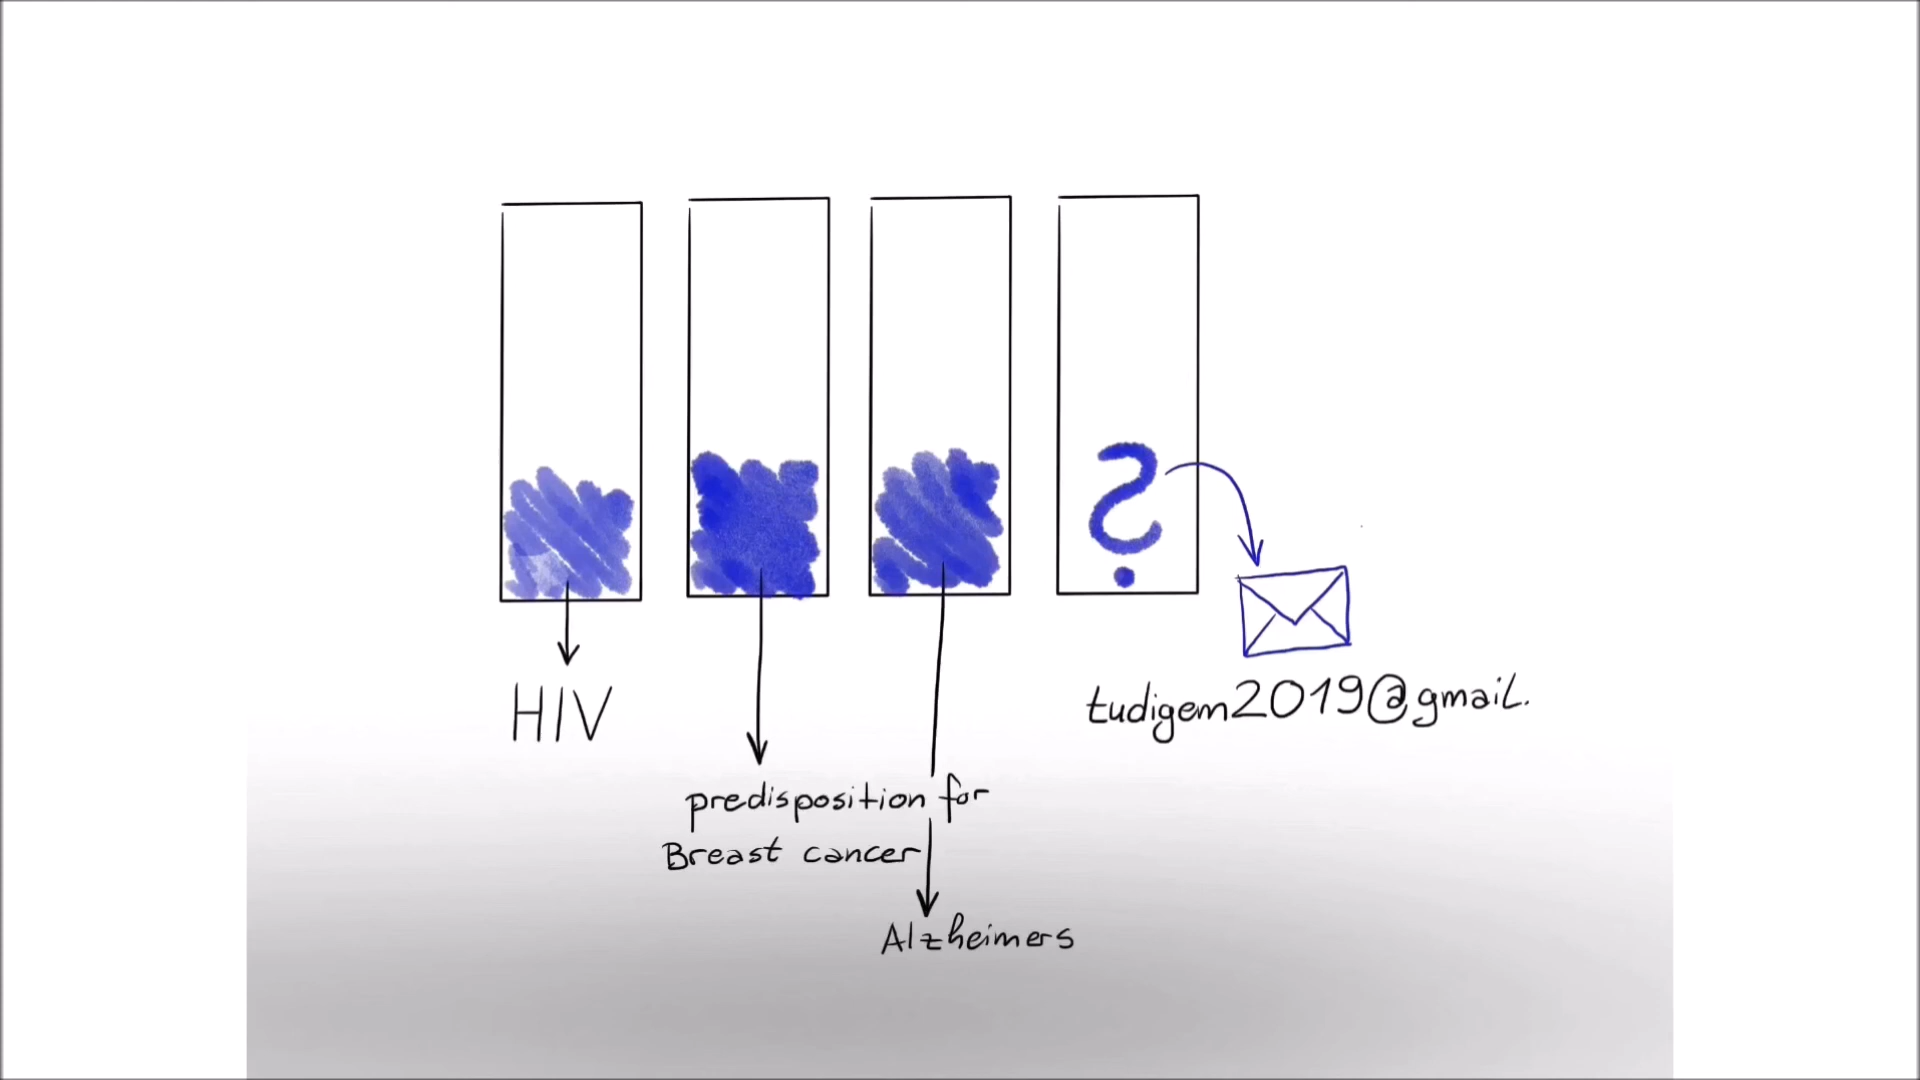 ?
HIV
tudigem2019@gmail.
predisposition for
Breast cancer
Alzheimers